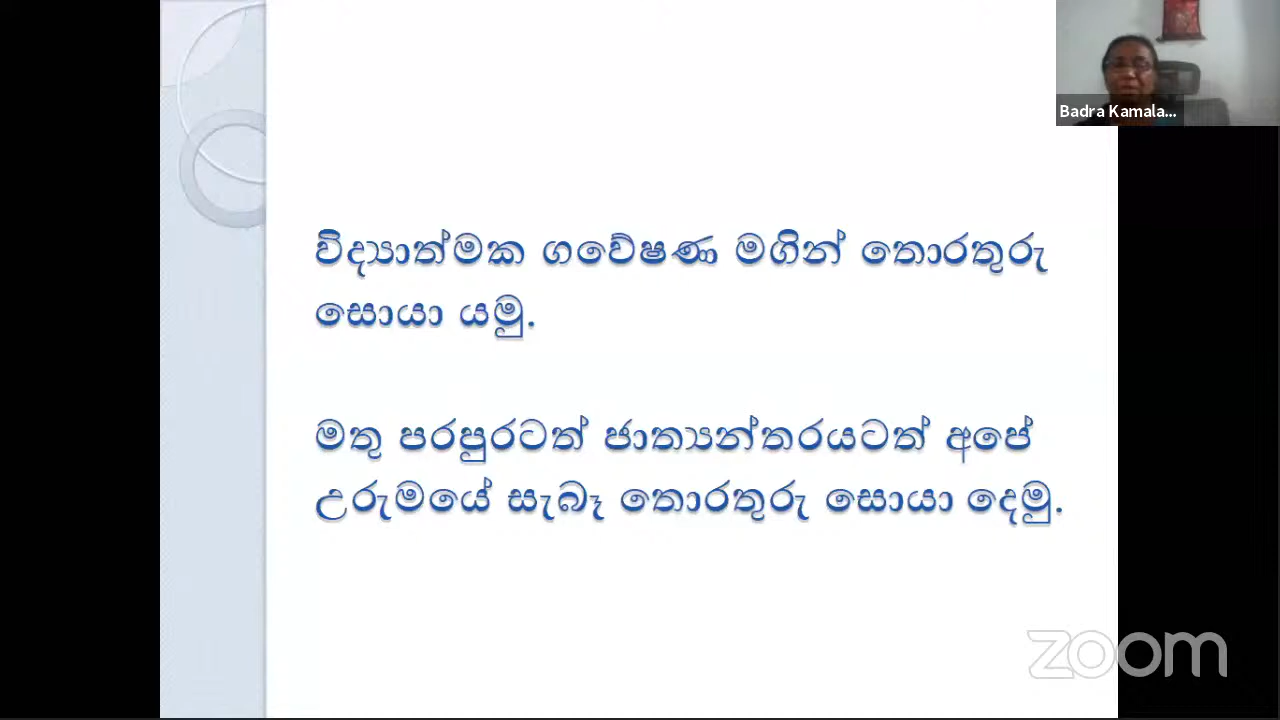 Badra Kamala...
විද්‍යාත්මක ගවේෂණ මගින් තොරතුරු
සොයා යමු.
මතු පරපුරටත් ජාත්‍යන්තරයටත් අපේ
උරුමයේ සැබෑ තොරතුරු සොයා දෙමු.
zoom